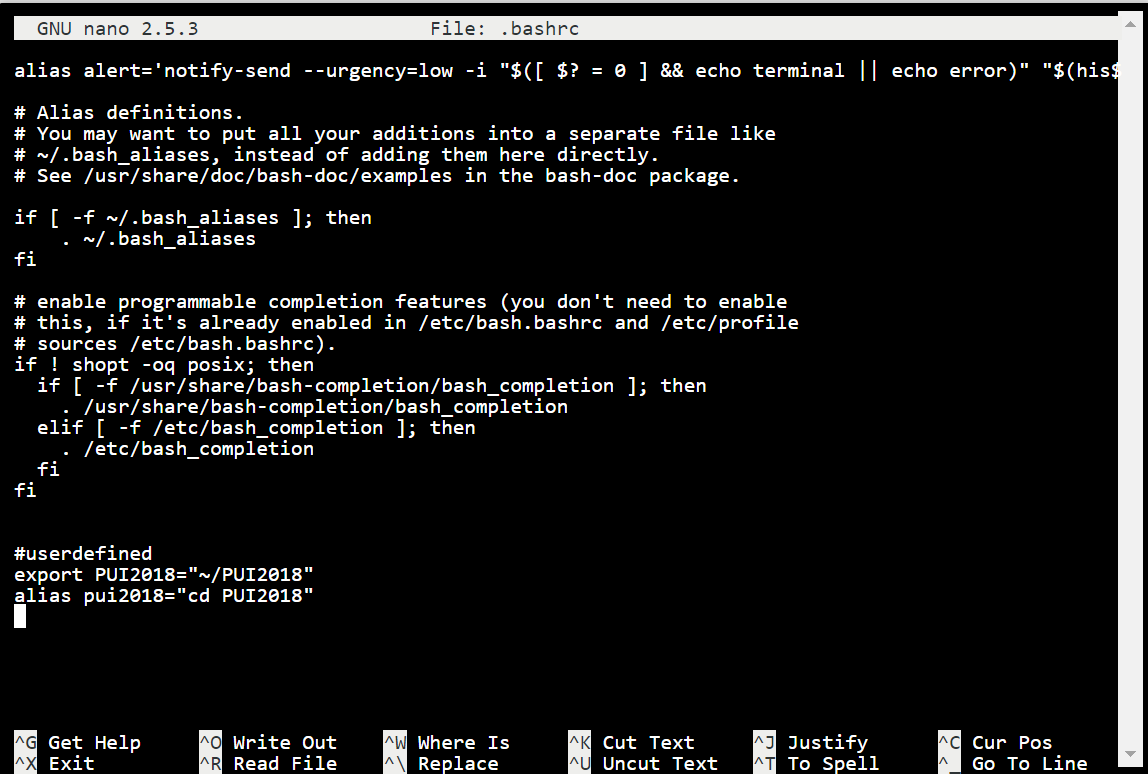 GNU nano 2.5.3 File: .bashrc
alias alert='notify-send --urgency=low -i "$([ $? = 0 ] && echo terminal || echo error)" "$(his$
# Alias definitions.
# You may want to put all your additions into a separate file like
# ~/.bash_aliases, instead of adding them here directly.
# See /usr/share/doc/bash-doc/examples in the bash-doc package.
if [ -f ~/.bash_aliases ]; then
    . ~/.bash_aliases
fi
# enable programmable completion features (you don't need to enable
# this, if it's already enabled in /etc/bash.bashrc and /etc/profile
# sources /etc/bash.bashrc).
if ! shopt -oq posix; then
  if [ -f /usr/share/bash-completion/bash_completion ]; then
    . /usr/share/bash-completion/bash_completion
  elif [ -f /etc/bash_completion ]; then
    . /etc/bash_completion
  fi
fi
#userdefined
export PUI2018="~/PUI2018"
alias pui2018="cd PUI2018"
^G Get Help ^O Write Out ^W Where Is ^K Cut Text ^J Justify ^C Cur Pos
^X Exit ^R Read File ^\ Replace ^U Uncut Text ^T To Spell ^_ Go To Line